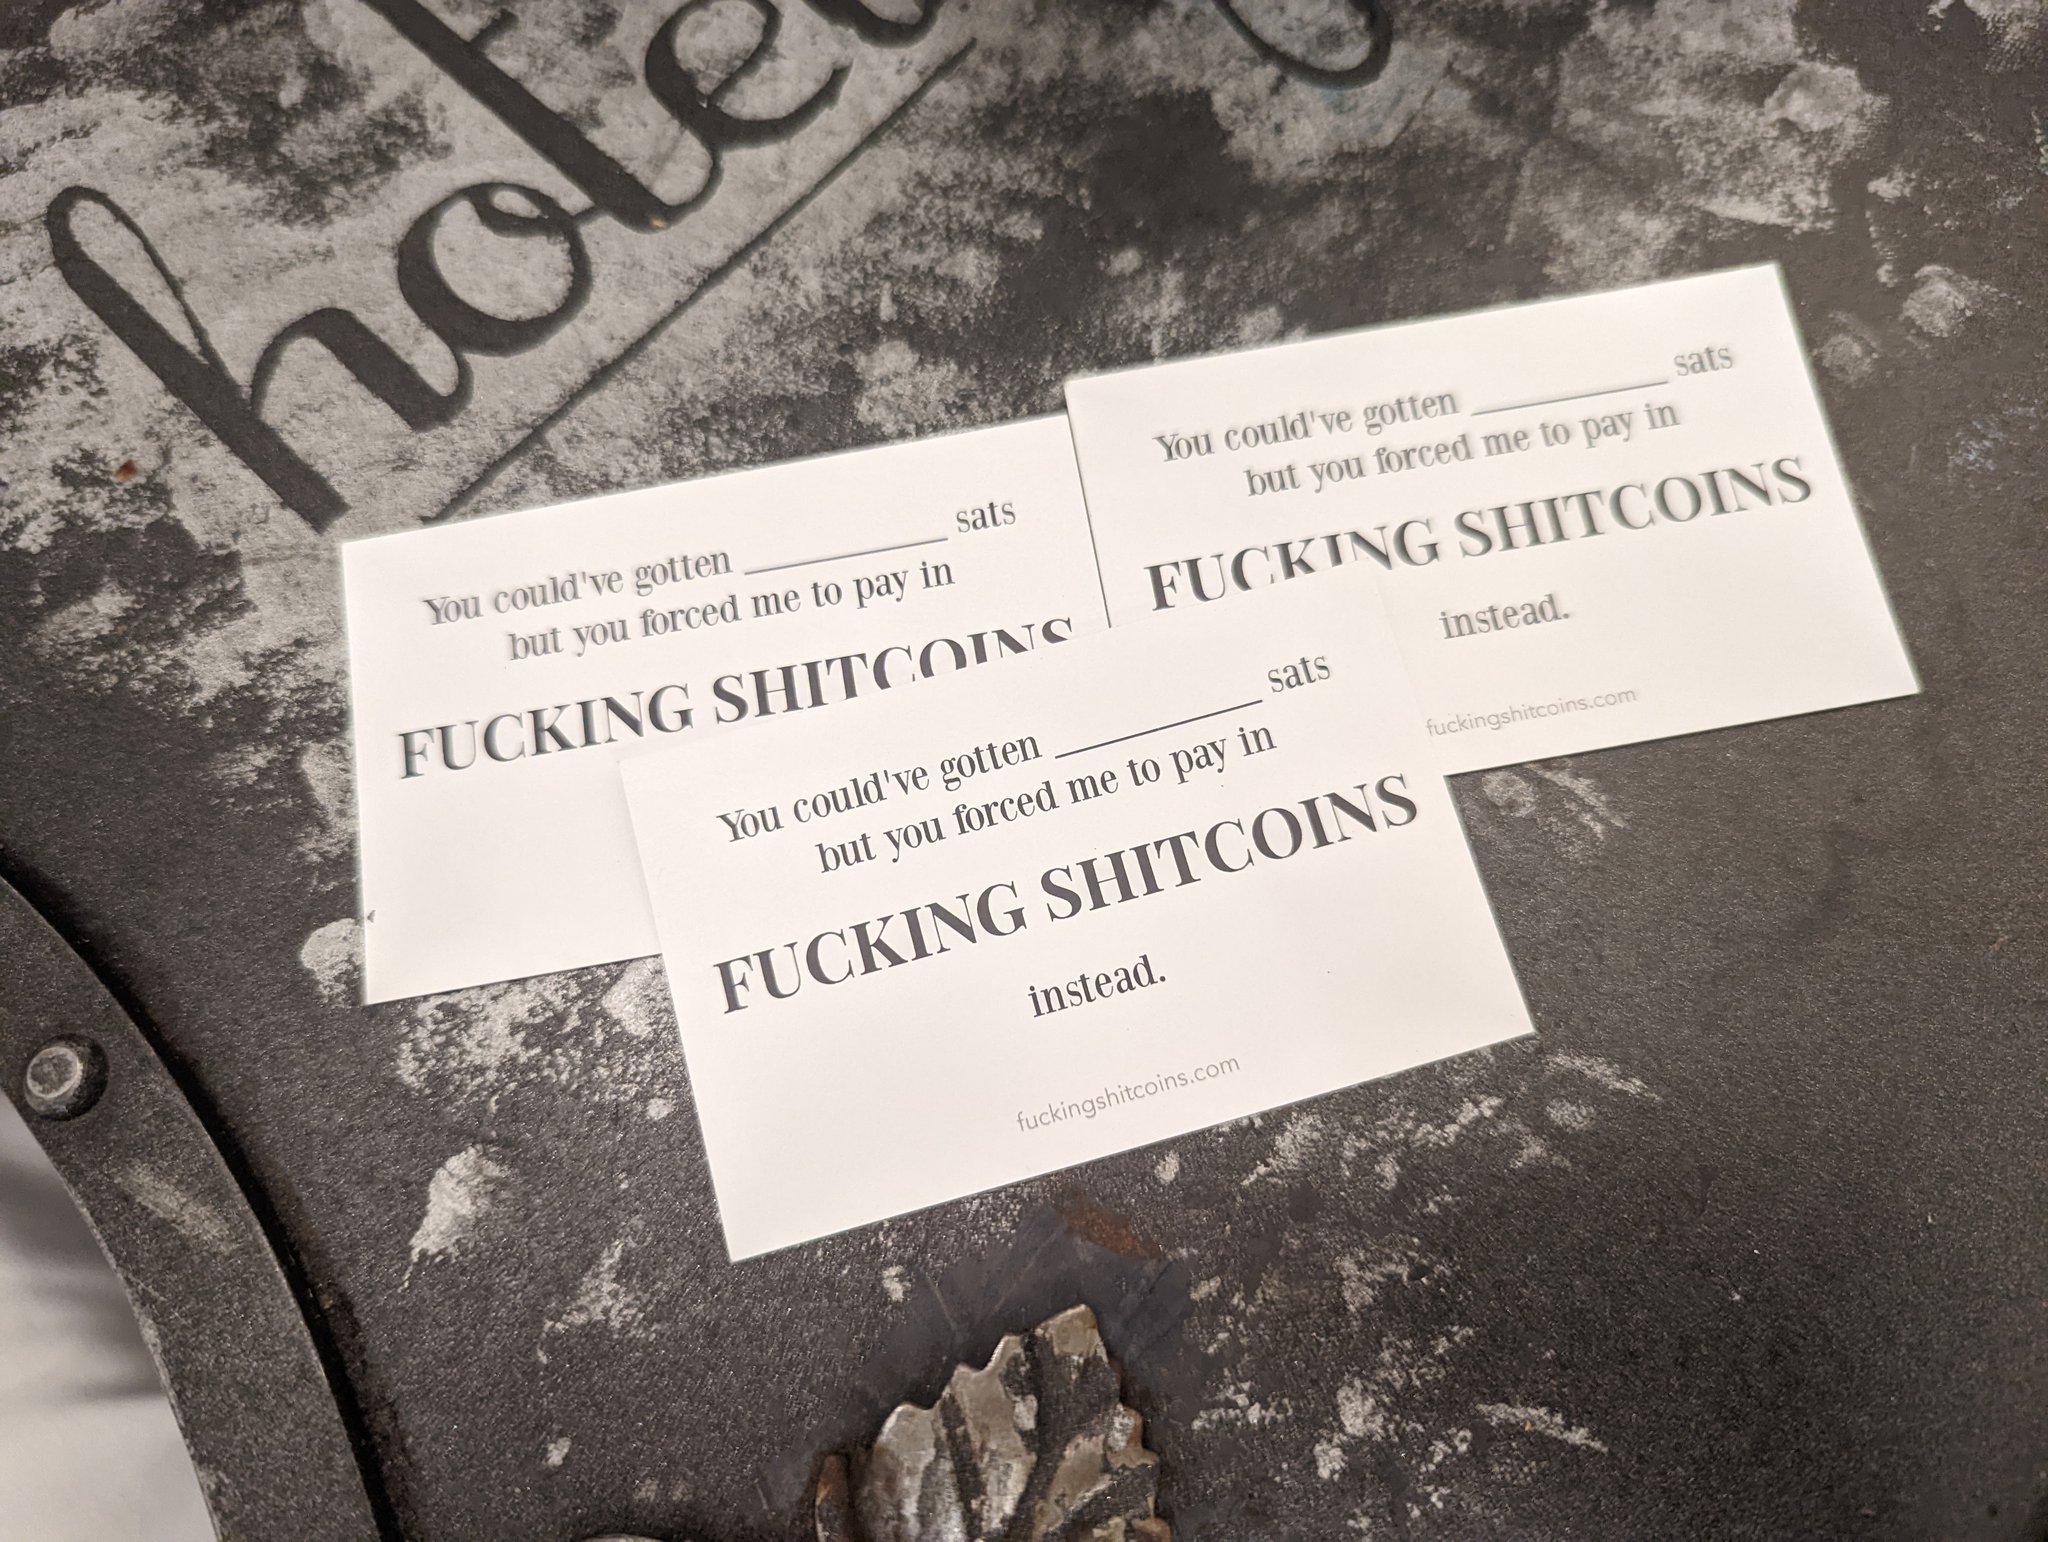 hotel
You could've gotten __________ sats
but you forced me to pay in
FUCKING SHITCOINS
You could've gotten __________ sats
but you forced me to pay in
FUCKING SHITCOINS
instead.
fuckingshitcoins.com
You could've gotten __________ sats
but you forced me to pay in
FUCKING SHITCOINS
instead.
fuckingshitcoins.com